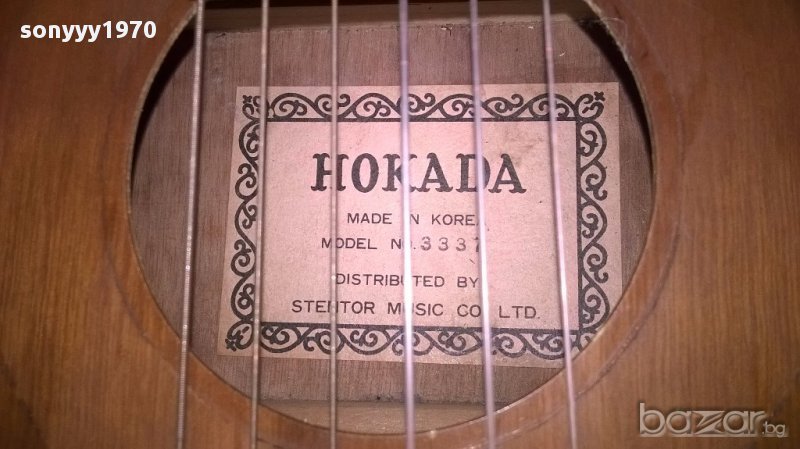 sonyyy1970
HOKADA
MADE IN KOREA
MODEL NO. 3337
DISTRIBUTED BY
STENTOR MUSIC CO. LTD.
bazar.bg